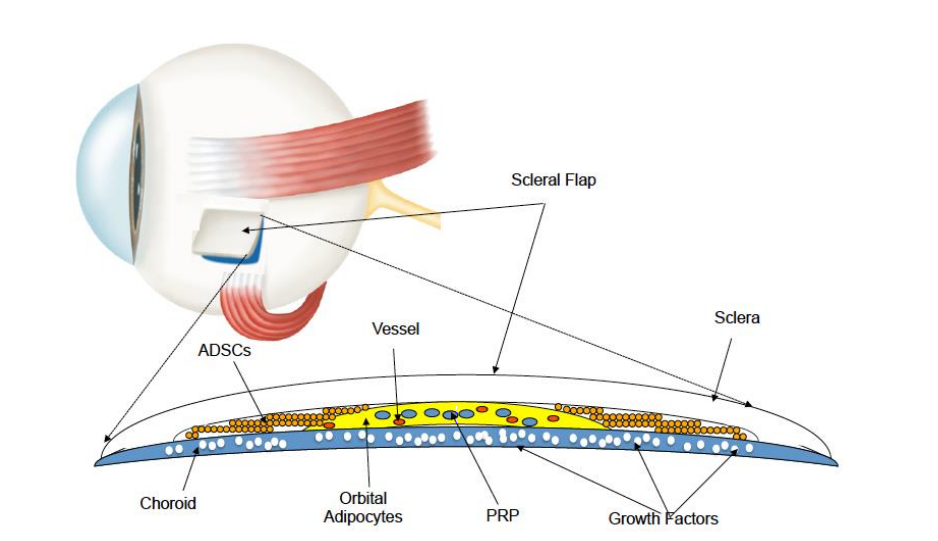 Scleral Flap
Sclera
Vessel
ADSCs
Choroid
Orbital
Adipocytes
PRP
Growth Factors